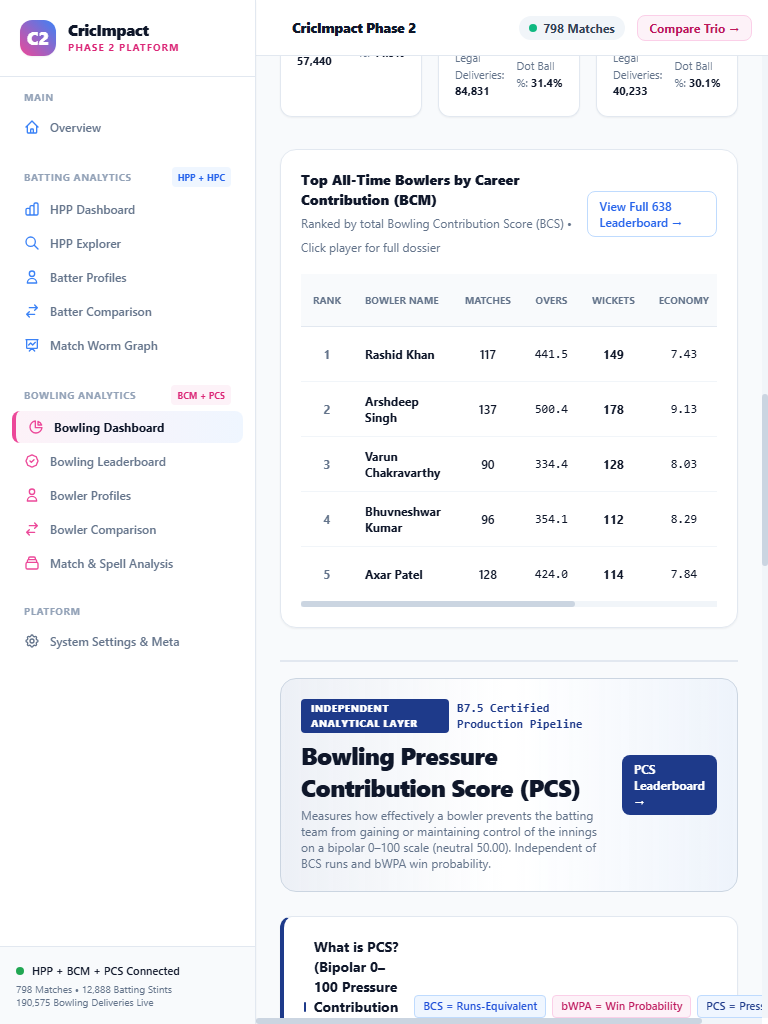 C2
CricImpact
PHASE 2 PLATFORM
MAIN
Overview
BATTING ANALYTICS
HPP + HPC
HPP Dashboard
HPP Explorer
Batter Profiles
Batter Comparison
Match Worm Graph
BOWLING ANALYTICS
BCM + PCS
Bowling Dashboard
Bowling Leaderboard
Bowler Profiles
Bowler Comparison
Match & Spell Analysis
PLATFORM
System Settings & Meta
HPP + BCM + PCS Connected
798 Matches • 12,888 Batting Stints
190,575 Bowling Deliveries Live
CricImpact Phase 2
798 Matches
Compare Trio →
57,440
Legal
Deliveries:
84,831
Dot Ball
%: 31.4%
Legal
Deliveries:
40,233
Dot Ball
%: 30.1%
Top All-Time Bowlers by Career
Contribution (BCM)
Ranked by total Bowling Contribution Score (BCS) •
Click player for full dossier
View Full 638
Leaderboard →
RANK BOWLER NAME MATCHES OVERS WICKETS ECONOMY
1 Rashid Khan 117 441.5 149 7.43
2 Arshdeep Singh 137 500.4 178 9.13
3 Varun Chakravarthy 90 334.4 128 8.03
4 Bhuvneshwar Kumar 96 354.1 112 8.29
5 Axar Patel 128 424.0 114 7.84
INDEPENDENT
ANALYTICAL LAYER
B7.5 Certified
Production Pipeline
Bowling Pressure
Contribution Score (PCS)
Measures how effectively a bowler prevents the batting
team from gaining or maintaining control of the innings
on a bipolar 0–100 scale (neutral 50.00). Independent of
BCS runs and bWPA win probability.
PCS
Leaderboard
→
What is PCS?
(Bipolar 0–
100 Pressure
Contribution
BCS = Runs-Equivalent
bWPA = Win Probability
PCS = Press